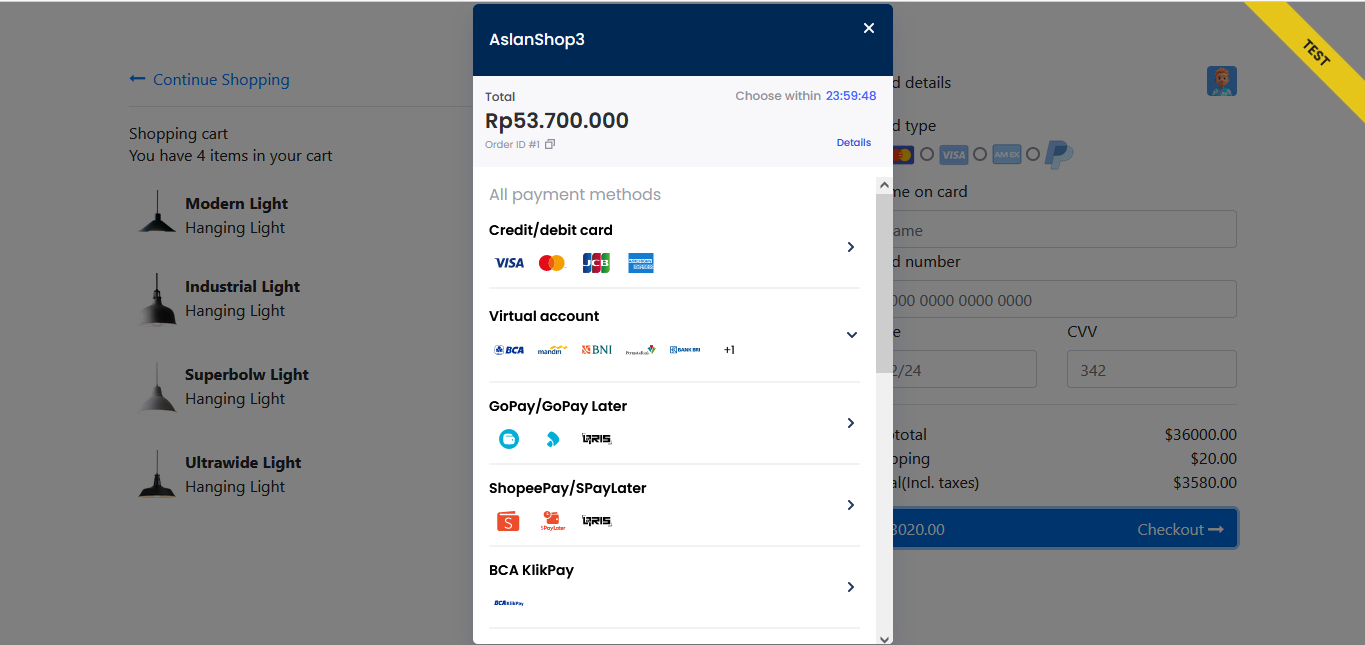 AslanShop3
TEST
Continue Shopping
Shopping cart
You have 4 items in your cart
Modern Light
Hanging Light
Industrial Light
Hanging Light
Superbolw Light
Hanging Light
Ultrawide Light
Hanging Light
Total
Choose within 23:59:48
Rp53.700.000
Order ID #1
Details
All payment methods
Credit/debit card
VISA
JCB
Virtual account
BCA mandiri BNI PermataBank BANK BRI +1
GoPay/GoPay Later
QRIS
ShopeePay/SPayLater
S SPayLater QRIS
BCA KlikPay
BCA KlikPay
d details
d type
VISA AMEX
me on card
ame
d number
000 0000 0000 0000
e
CVV
2/24
342
total
$36000.00
pping
$20.00
al(Incl. taxes)
$3580.00
3020.00
Checkout